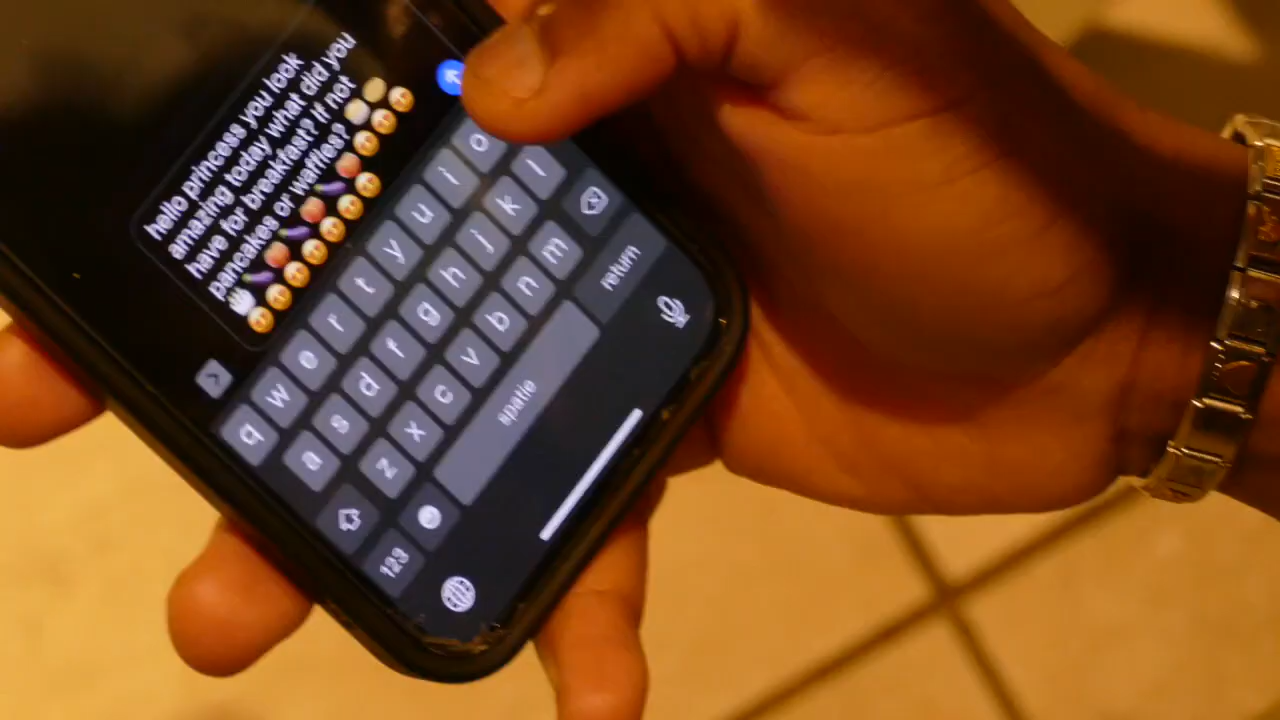 hello princess you look
amazing today What did you
have for breakfast? If not
pancakes or waffles?
q w e r t y u i o
a s d f g h j k l
z x c v b n m
123 spatie return